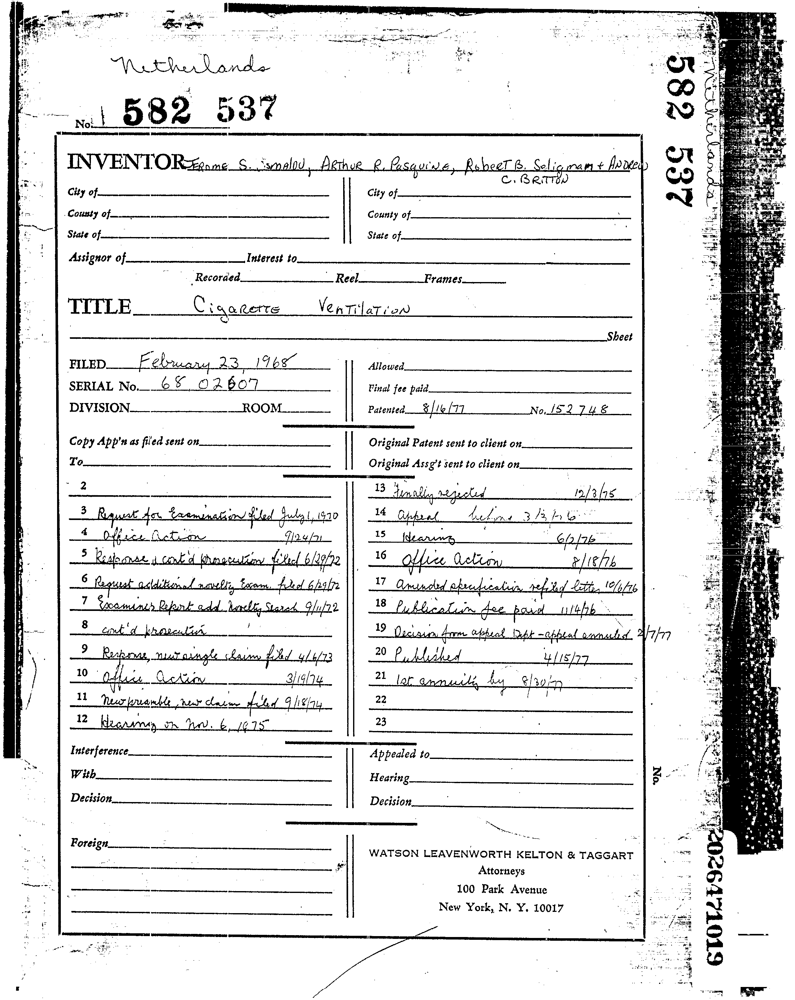 Netherlands
No. 582 537
INVENTOR Jerome S. Osmalov, Arthur R. Pasquine, Robert B. Seligman + Andrew
C. Britton
City of City of
County of County of
State of State of
Assignor of Interest to
Recorded Reel Frames
TITLE Cigarette Ventilation
Sheet
FILED February 23, 1968 Allowed
SERIAL No. 68 02607 Final fee paid
DIVISION ROOM Patented 8/16/77 No. 152748
Copy App'n as filed sent on Original Patent sent to client on
To Original Assg't sent to client on
2 13 Finally rejected 12/3/75
3 Request for Examination filed July 1, 1970 14 appeal before 3/3/76
4 Office Action 9/24/71 15 Hearing 6/2/76
5 Response & cont'd prosecution filed 6/29/72 16 Office Action 8/18/76
6 Request additional novelty Exam. filed 6/29/72 17 Amended specification refiled letter 10/6/76
7 Examiner's Report add. novelty Search 9/11/72 18 Publication fee paid 11/4/76
8 cont'd prosecution 19 Decision from appeal Dept - appeal annuled 2/7/77
9 Response, new single claim filed 4/6/73 20 Published 4/15/77
10 Office Action 3/19/74 21 1st annuity by 8/30/77
11 New preamble, new claim filed 9/18/74 22
12 Hearing on Nov. 6, 1975 23
Interference Appealed to
With Hearing
Decision Decision
Foreign
WATSON LEAVENWORTH KELTON & TAGGART
Attorneys
100 Park Avenue
New York, N. Y. 10017
582 537
Netherlands
No.
2026471019